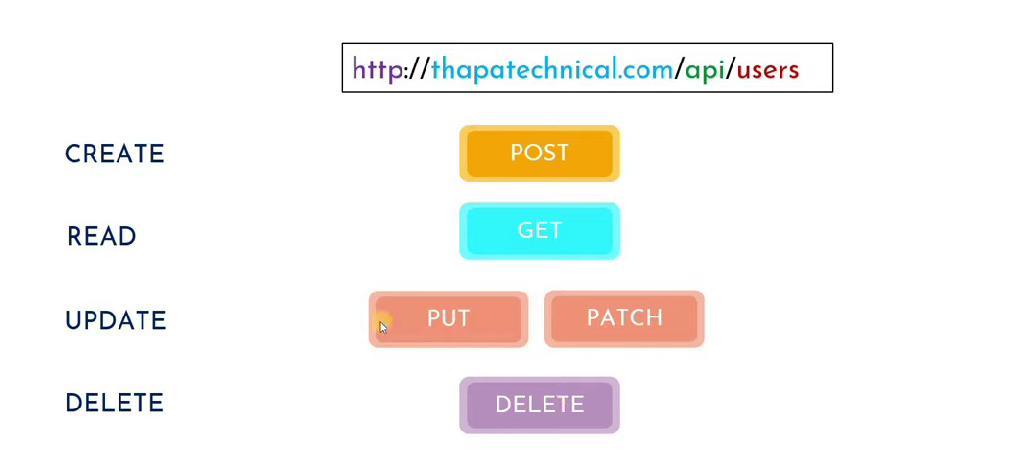 http://thapatechnical.com/api/users
CREATE POST
READ GET
UPDATE PUT PATCH
DELETE DELETE